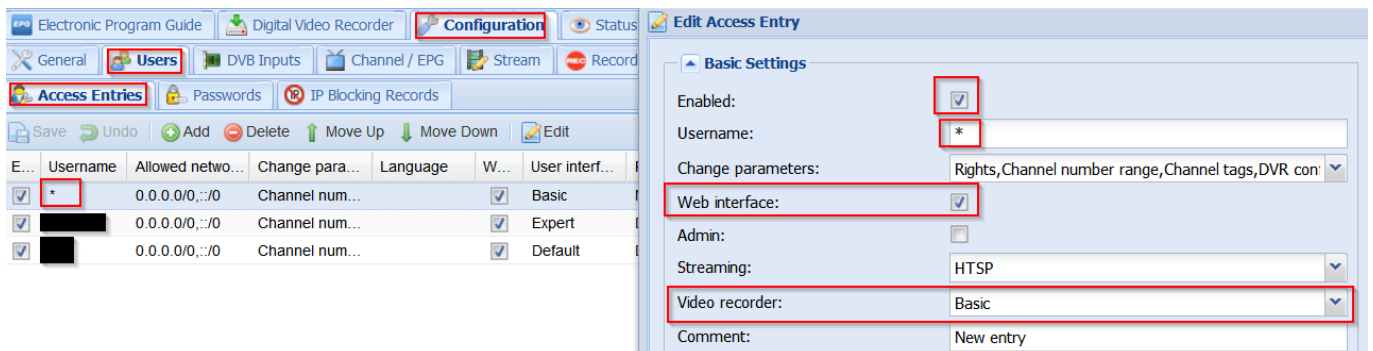 EPG Electronic Program Guide Digital Video Recorder Configuration Status
General Users DVB Inputs Channel / EPG Stream REC Record
Access Entries Passwords IP Blocking Records
Save Undo Add Delete Move Up Move Down Edit
E... Username Allowed netwo... Change para... Language W... User interf...
* 0.0.0.0/0,::/0 Channel num... Basic
0.0.0.0/0,::/0 Channel num... Expert
0.0.0.0/0,::/0 Channel num... Default
Edit Access Entry
Basic Settings
Enabled:
Username: *
Change parameters: Rights,Channel number range,Channel tags,DVR con
Web interface:
Admin:
Streaming: HTSP
Video recorder: Basic
Comment: New entry